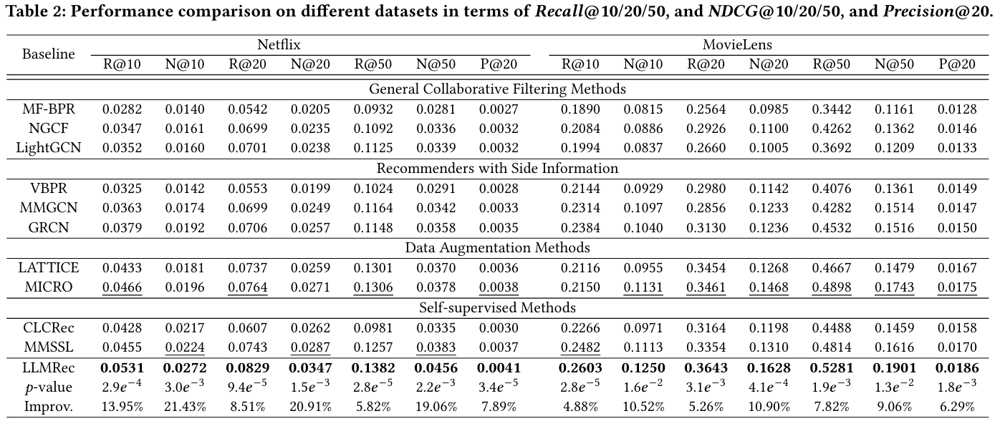 Table 2: Performance comparison on different datasets in terms of Recall@10/20/50, and NDCG@10/20/50, and Precision@20.
Baseline Netflix MovieLens
R@10 N@10 R@20 N@20 R@50 N@50 P@20 R@10 N@10 R@20 N@20 R@50 N@50 P@20
General Collaborative Filtering Methods
MF-BPR 0.0282 0.0140 0.0542 0.0205 0.0932 0.0281 0.0027 0.1890 0.0815 0.2564 0.0985 0.3442 0.1161 0.0128
NGCF 0.0347 0.0161 0.0699 0.0235 0.1092 0.0336 0.0032 0.2084 0.0886 0.2926 0.1100 0.4262 0.1362 0.0146
LightGCN 0.0352 0.0160 0.0701 0.0238 0.1125 0.0339 0.0032 0.1994 0.0837 0.2660 0.1005 0.3692 0.1209 0.0133
Recommenders with Side Information
VBPR 0.0325 0.0142 0.0553 0.0199 0.1024 0.0291 0.0028 0.2144 0.0929 0.2980 0.1142 0.4076 0.1361 0.0149
MMGCN 0.0363 0.0174 0.0699 0.0249 0.1164 0.0342 0.0033 0.2314 0.1097 0.2856 0.1233 0.4282 0.1514 0.0147
GRCN 0.0379 0.0192 0.0706 0.0257 0.1148 0.0358 0.0035 0.2384 0.1040 0.3130 0.1236 0.4532 0.1516 0.0150
Data Augmentation Methods
LATTICE 0.0433 0.0181 0.0737 0.0259 0.1301 0.0370 0.0036 0.2116 0.0955 0.3454 0.1268 0.4667 0.1479 0.0167
MICRO 0.0466 0.0196 0.0764 0.0271 0.1306 0.0378 0.0038 0.2150 0.1131 0.3461 0.1468 0.4898 0.1743 0.0175
Self-supervised Methods
CLCRec 0.0428 0.0217 0.0607 0.0262 0.0981 0.0335 0.0030 0.2266 0.0971 0.3164 0.1198 0.4488 0.1459 0.0158
MMSSL 0.0455 0.0224 0.0743 0.0287 0.1257 0.0383 0.0037 0.2482 0.1113 0.3354 0.1310 0.4814 0.1616 0.0170
LLMRec 0.0531 0.0272 0.0829 0.0347 0.1382 0.0456 0.0041 0.2603 0.1250 0.3643 0.1628 0.5281 0.1901 0.0186
p-value 2.9e⁻⁴ 3.0e⁻³ 9.4e⁻⁵ 1.5e⁻³ 2.8e⁻⁵ 2.2e⁻³ 3.4e⁻⁵ 2.8e⁻⁵ 1.6e⁻² 3.1e⁻³ 4.1e⁻⁴ 1.9e⁻³ 1.3e⁻² 1.8e⁻³
Improv. 13.95% 21.43% 8.51% 20.91% 5.82% 19.06% 7.89% 4.88% 10.52% 5.26% 10.90% 7.82% 9.06% 6.29%